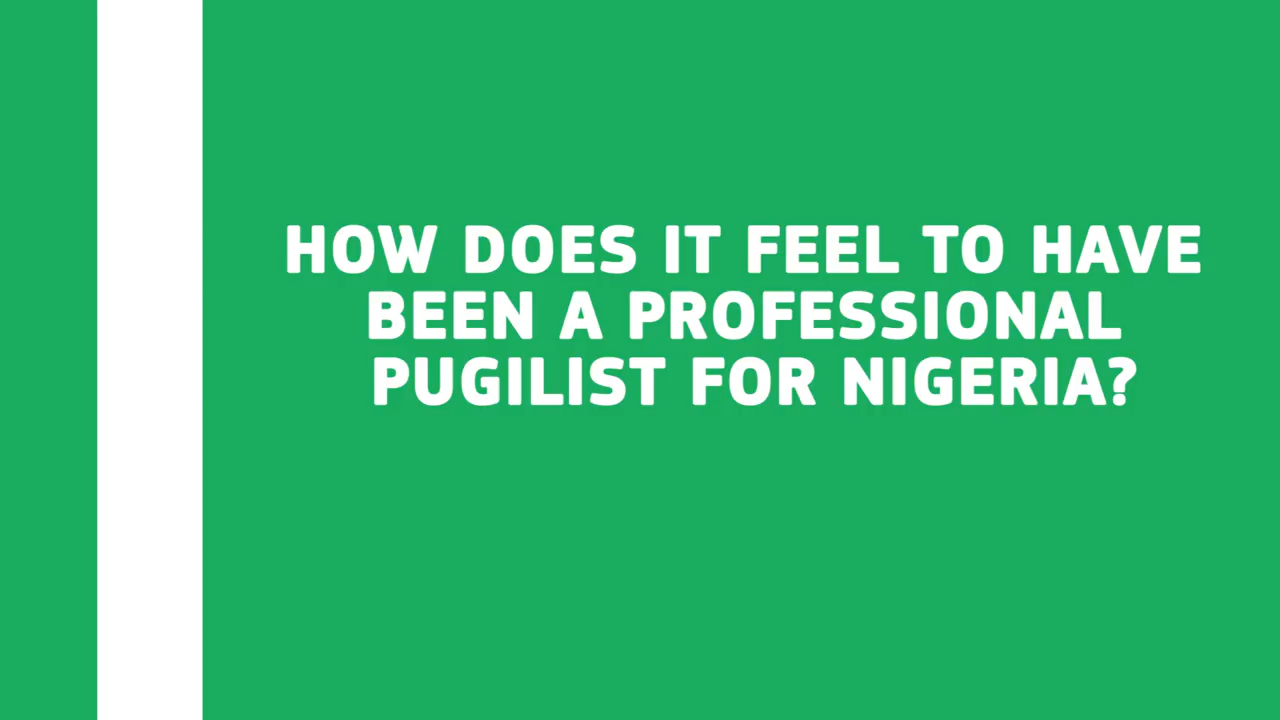 HOW DOES IT FEEL TO HAVE
BEEN A PROFESSIONAL
PUGILIST FOR NIGERIA?